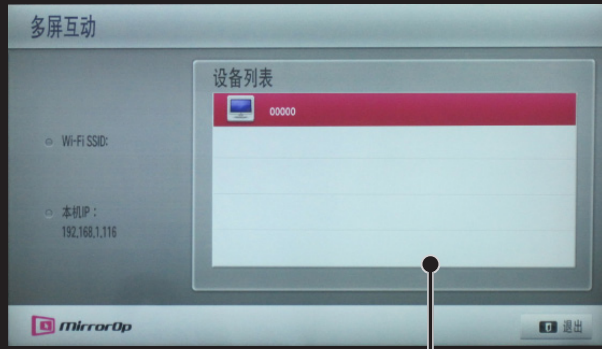 多屏互动
设备列表
00000
Wi-Fi SSID:
本机IP：
192.168.1.116
MirrorOp
退出